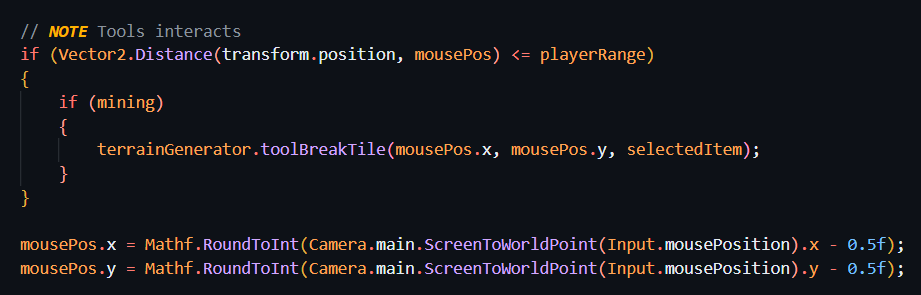 // NOTE Tools interacts
if (Vector2.Distance(transform.position, mousePos) <= playerRange)
{
    if (mining)
    {
        terrainGenerator.toolBreakTile(mousePos.x, mousePos.y, selectedItem);
    }
}

mousePos.x = Mathf.RoundToInt(Camera.main.ScreenToWorldPoint(Input.mousePosition).x - 0.5f);
mousePos.y = Mathf.RoundToInt(Camera.main.ScreenToWorldPoint(Input.mousePosition).y - 0.5f);